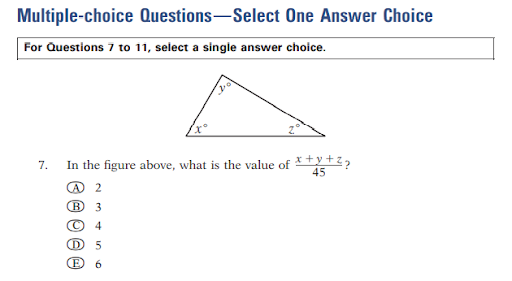 Multiple-choice Questions—Select One Answer Choice
For Questions 7 to 11, select a single answer choice.
y°
x° z°
7. In the figure above, what is the value of x + y + z / 45 ?
A 2
B 3
C 4
D 5
E 6